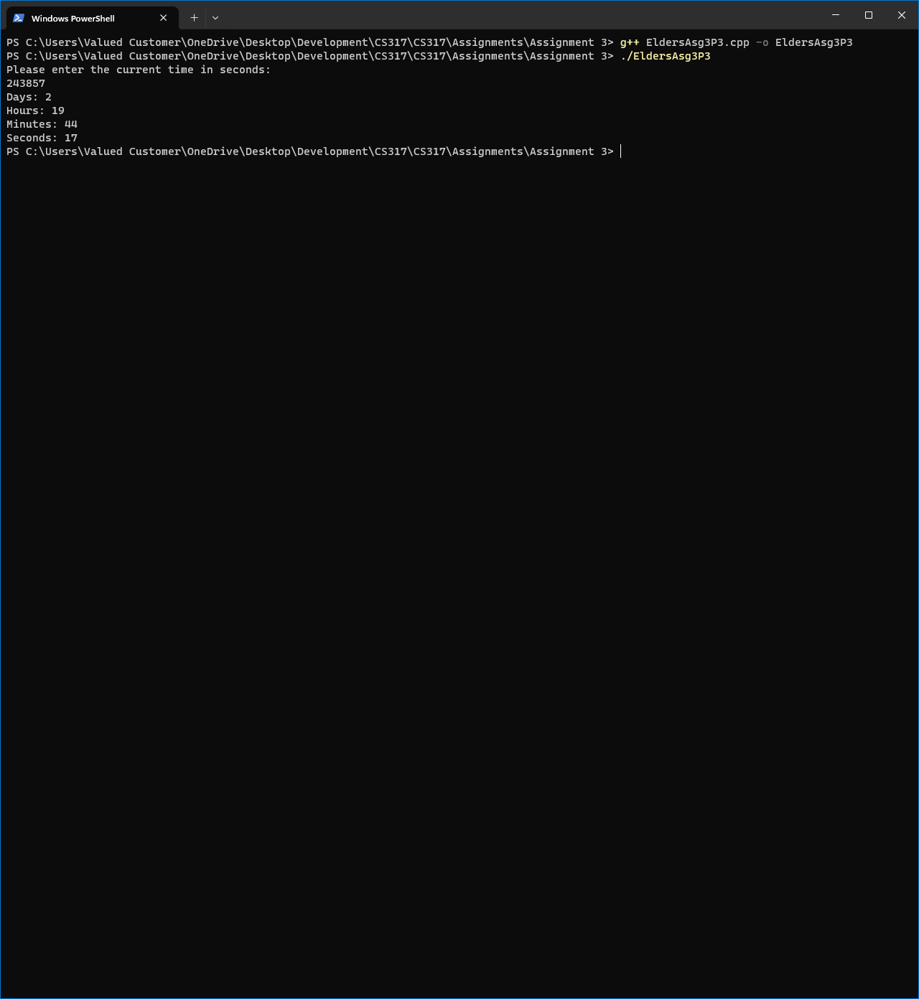 Windows PowerShell
PS C:\Users\Valued Customer\OneDrive\Desktop\Development\CS317\CS317\Assignments\Assignment 3> g++ EldersAsg3P3.cpp -o EldersAsg3P3
PS C:\Users\Valued Customer\OneDrive\Desktop\Development\CS317\CS317\Assignments\Assignment 3> ./EldersAsg3P3
Please enter the current time in seconds:
243857
Days: 2
Hours: 19
Minutes: 44
Seconds: 17
PS C:\Users\Valued Customer\OneDrive\Desktop\Development\CS317\CS317\Assignments\Assignment 3>